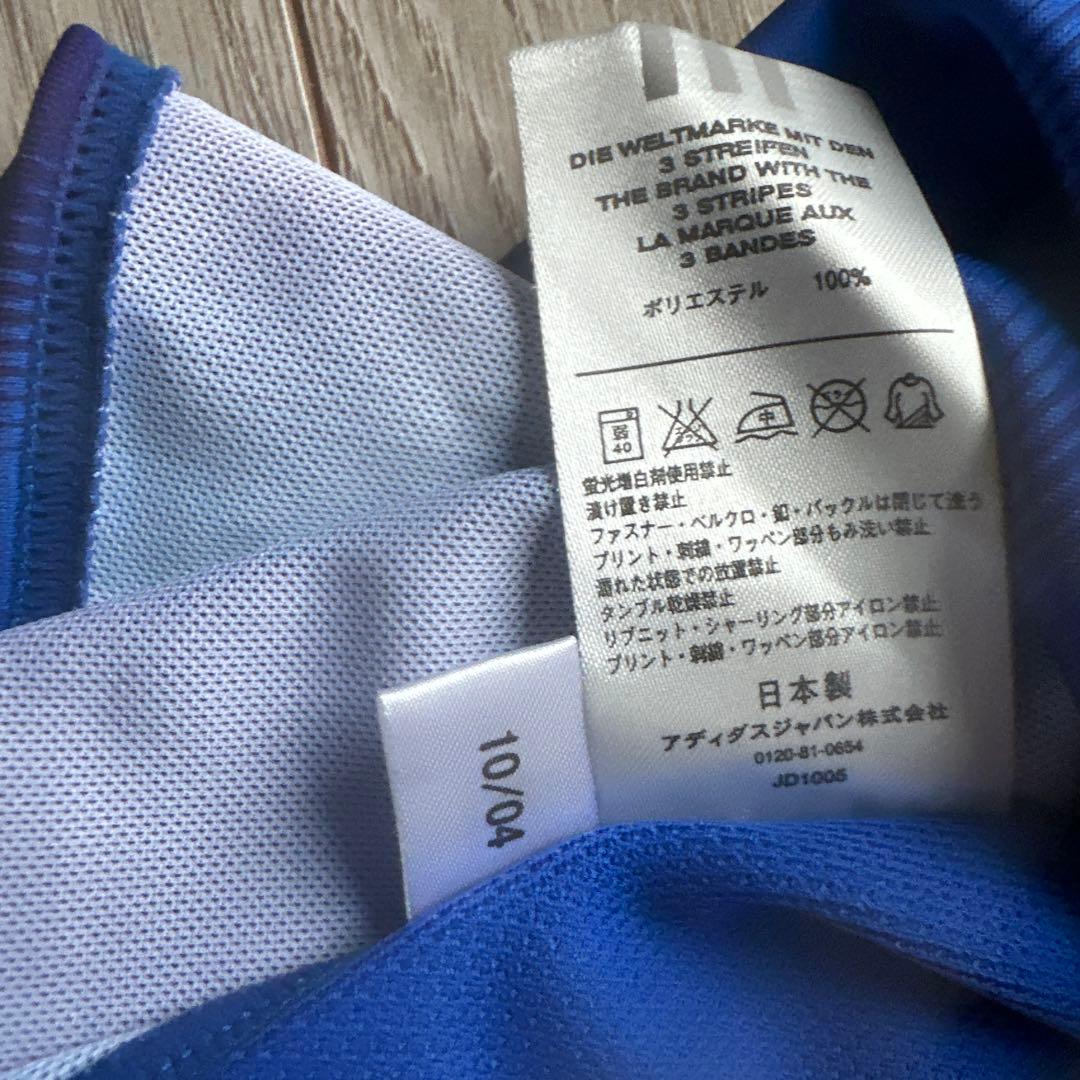 DIE WELTMARKE MIT DEN
3 STREIFEN
THE BRAND WITH THE
3 STRIPES
LA MARQUE AUX
3 BANDES
ポリエステル 100%
弱
40
中
蛍光増白剤使用禁止
漬け置き禁止
ファスナー・ベルクロ・釦・バックルは閉じて洗う
プリント・刺繍・ワッペン部分もみ洗い禁止
濡れた状態での放置禁止
タンブル乾燥禁止
リブニット・シャーリング部分アイロン禁止
プリント・刺繍・ワッペン部分アイロン禁止
日本製
アディダスジャパン株式会社
0120-81-0654
JD1005
10/04